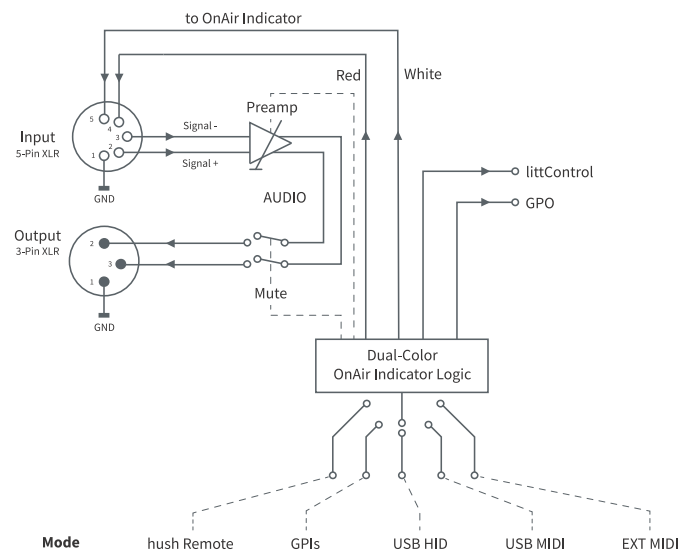 to OnAir Indicator
Red
White
Preamp
Input
5-Pin XLR
5
4
3
2
1
Signal -
Signal +
GND
AUDIO
littControl
GPO
Output
3-Pin XLR
2
3
1
GND
Mute
Dual-Color
OnAir Indicator Logic
Mode
hush Remote
GPIs
USB HID
USB MIDI
EXT MIDI